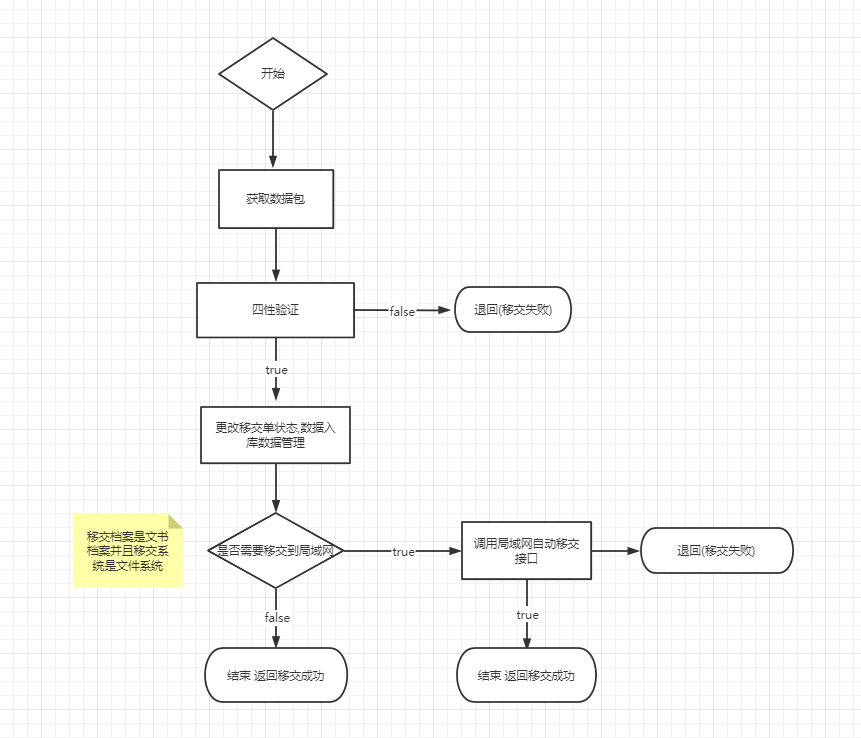 开始
获取数据包
四性验证
false
退回(移交失败)
true
更改移交单状态,数据入
库数据管理
移交档案是文书
档案并且移交系
统是文件系统
是否需要移交到局域网
true
调用局域网自动移交
接口
退回(移交失败)
false
true
结束 返回移交成功
结束 返回移交成功